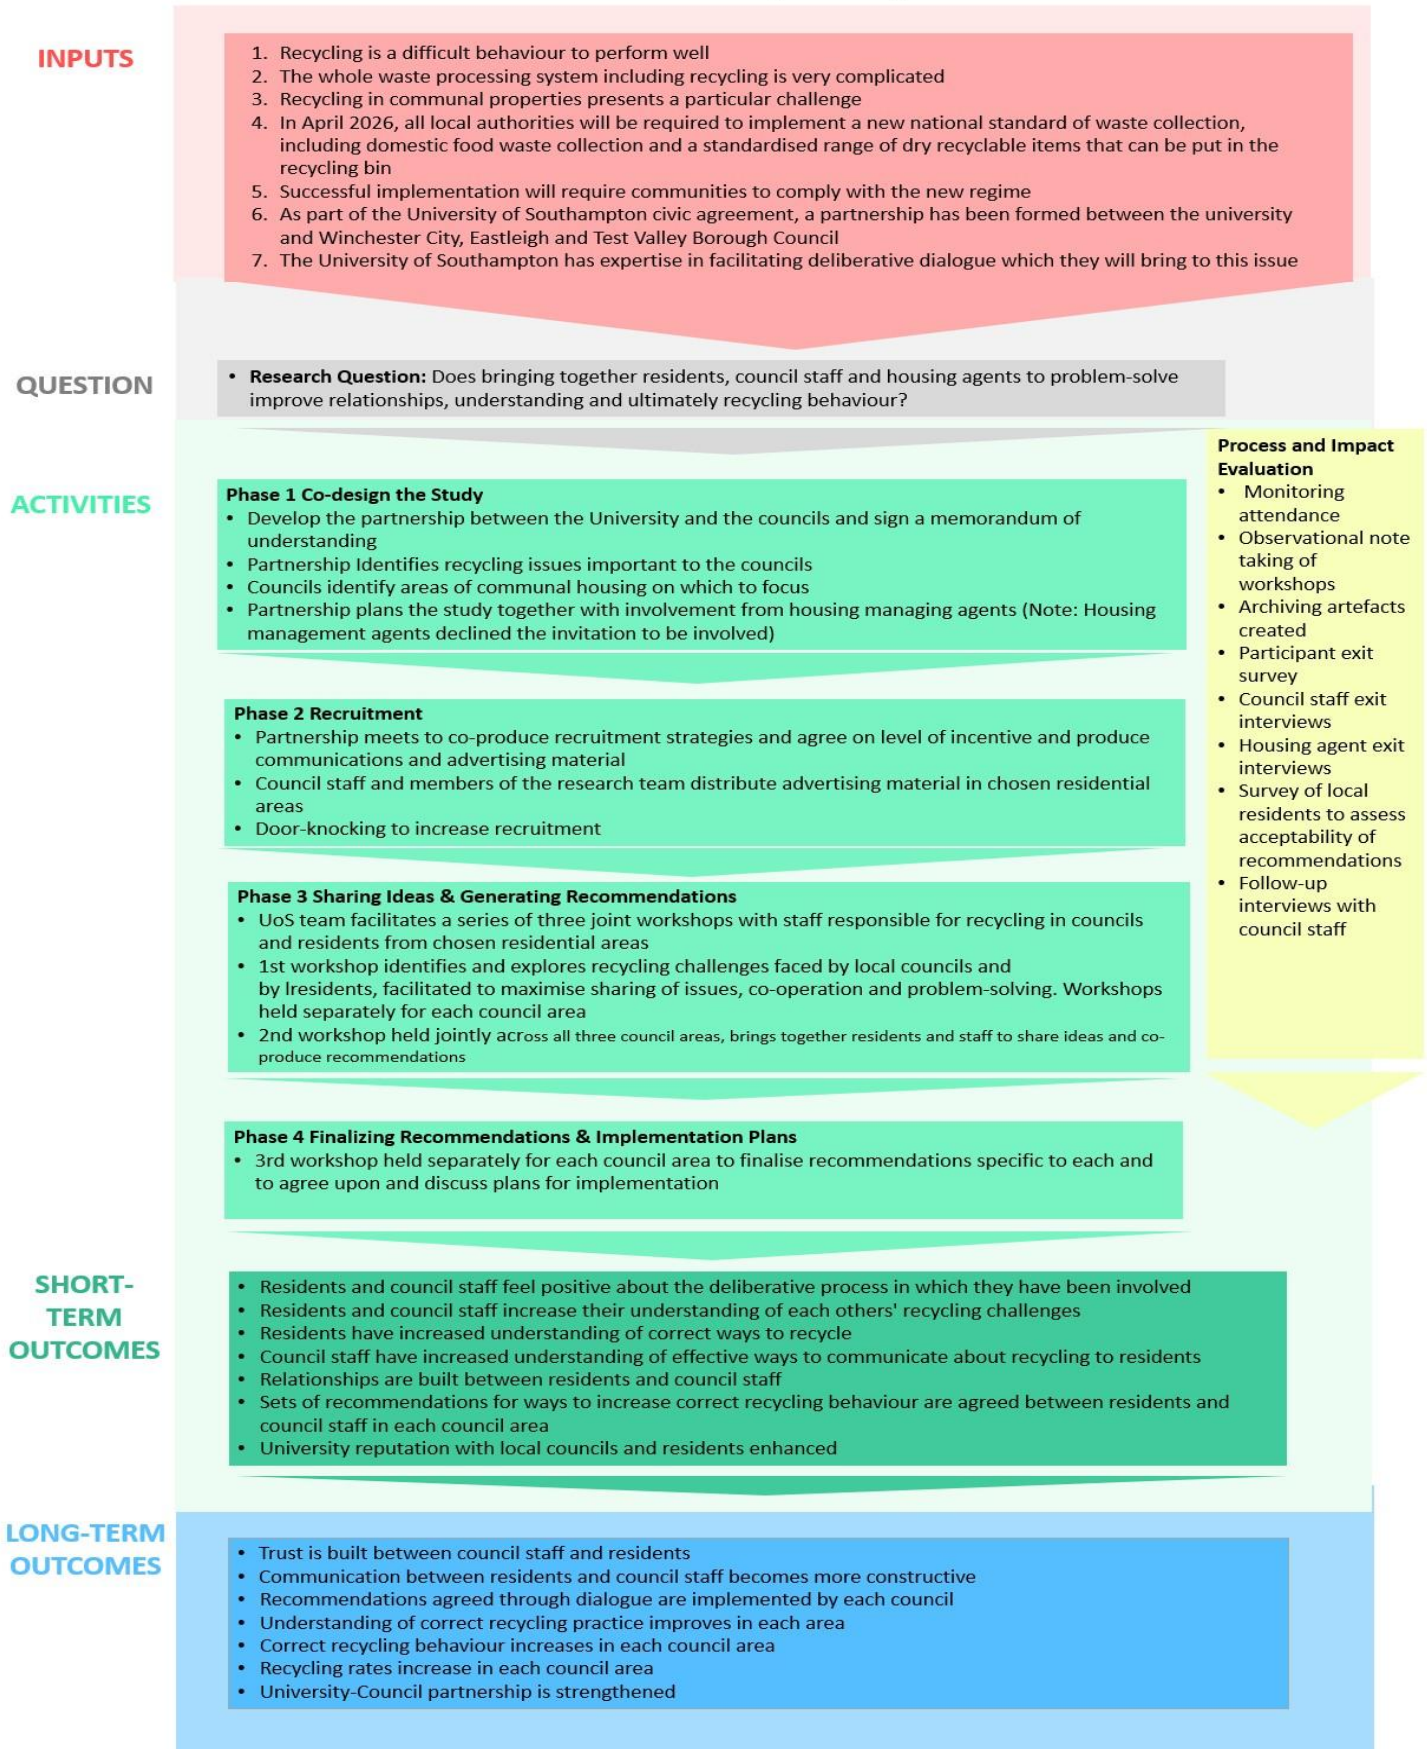 INPUTS
1. Recycling is a difficult behaviour to perform well
2. The whole waste processing system including recycling is very complicated
3. Recycling in communal properties presents a particular challenge
4. In April 2026, all local authorities will be required to implement a new national standard of waste collection,
including domestic food waste collection and a standardised range of dry recyclable items that can be put in the
recycling bin
5. Successful implementation will require communities to comply with the new regime
6. As part of the University of Southampton civic agreement, a partnership has been formed between the university
and Winchester City, Eastleigh and Test Valley Borough Council
7. The University of Southampton has expertise in facilitating deliberative dialogue which they will bring to this issue
QUESTION
• Research Question: Does bringing together residents, council staff and housing agents to problem-solve
improve relationships, understanding and ultimately recycling behaviour?
ACTIVITIES
Phase 1 Co-design the Study
• Develop the partnership between the University and the councils and sign a memorandum of
understanding
• Partnership Identifies recycling issues important to the councils
• Councils identify areas of communal housing on which to focus
• Partnership plans the study together with involvement from housing managing agents (Note: Housing
management agents declined the invitation to be involved)
Phase 2 Recruitment
• Partnership meets to co-produce recruitment strategies and agree on level of incentive and produce
communications and advertising material
• Council staff and members of the research team distribute advertising material in chosen residential
areas
• Door-knocking to increase recruitment
Phase 3 Sharing Ideas & Generating Recommendations
• UoS team facilitates a series of three joint workshops with staff responsible for recycling in councils
and residents from chosen residential areas
• 1st workshop identifies and explores recycling challenges faced by local councils and
by lresidents, facilitated to maximise sharing of issues, co-operation and problem-solving. Workshops
held separately for each council area
• 2nd workshop held jointly across all three council areas, brings together residents and staff to share ideas and co-
produce recommendations
Phase 4 Finalizing Recommendations & Implementation Plans
• 3rd workshop held separately for each council area to finalise recommendations specific to each and
to agree upon and discuss plans for implementation
Process and Impact
Evaluation
• Monitoring
attendance
• Observational note
taking of
workshops
• Archiving artefacts
created
• Participant exit
survey
• Council staff exit
interviews
• Housing agent exit
interviews
• Survey of local
residents to assess
acceptability of
recommendations
• Follow-up
interviews with
council staff
SHORT-
TERM
OUTCOMES
• Residents and council staff feel positive about the deliberative process in which they have been involved
• Residents and council staff increase their understanding of each others' recycling challenges
• Residents have increased understanding of correct ways to recycle
• Council staff have increased understanding of effective ways to communicate about recycling to residents
• Relationships are built between residents and council staff
• Sets of recommendations for ways to increase correct recycling behaviour are agreed between residents and
council staff in each council area
• University reputation with local councils and residents enhanced
LONG-TERM
OUTCOMES
• Trust is built between council staff and residents
• Communication between residents and council staff becomes more constructive
• Recommendations agreed through dialogue are implemented by each council
• Understanding of correct recycling practice improves in each area
• Correct recycling behaviour increases in each council area
• Recycling rates increase in each council area
• University-Council partnership is strengthened